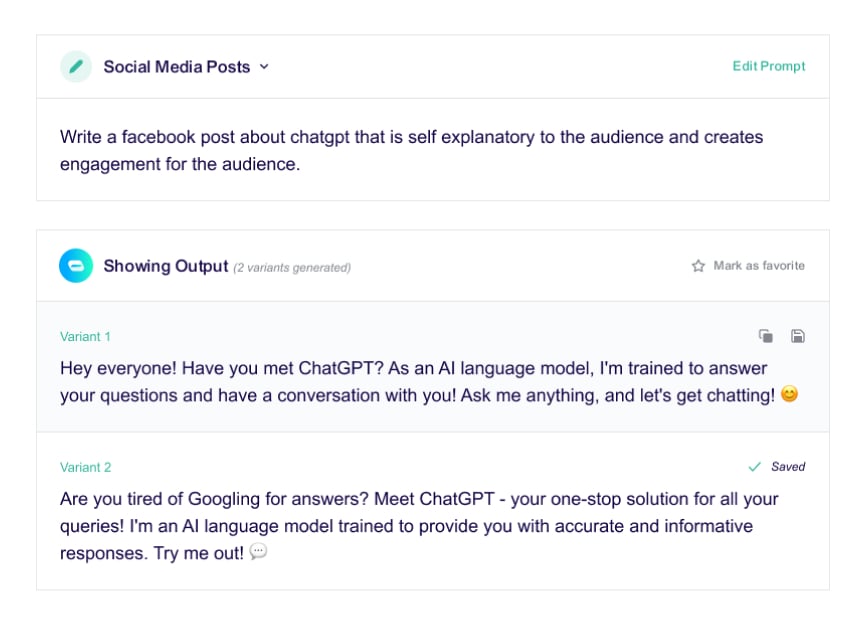 Social Media Posts
Edit Prompt
Write a facebook post about chatgpt that is self explanatory to the audience and creates
engagement for the audience.
Showing Output (2 variants generated)
Mark as favorite
Variant 1
Hey everyone! Have you met ChatGPT? As an AI language model, I'm trained to answer
your questions and have a conversation with you! Ask me anything, and let's get chatting! 😊
Variant 2
Saved
Are you tired of Googling for answers? Meet ChatGPT - your one-stop solution for all your
queries! I'm an AI language model trained to provide you with accurate and informative
responses. Try me out! 💬